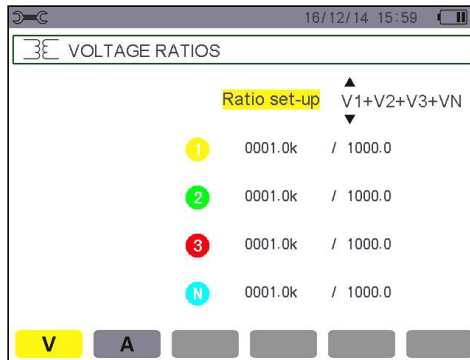 16/12/14 15:59
VOLTAGE RATIOS
Ratio set-up V1+V2+V3+VN
1 0001.0k / 1000.0
2 0001.0k / 1000.0
3 0001.0k / 1000.0
N 0001.0k / 1000.0
V A